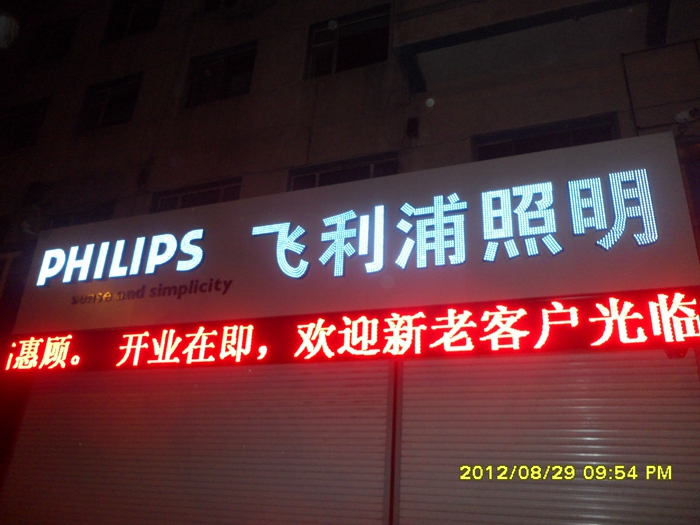 PHILIPS 飞利浦照明
sense and simplicity
惠顾。 开业在即，欢迎新老客户光临
2012/08/29 09:54 PM